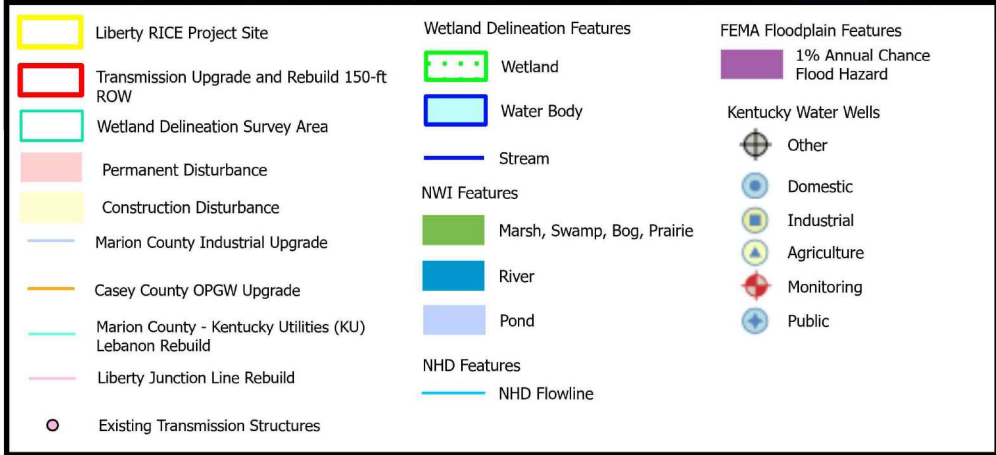 Liberty RICE Project Site
Transmission Upgrade and Rebuild 150-ft
ROW
Wetland Delineation Survey Area
Permanent Disturbance
Construction Disturbance
Marion County Industrial Upgrade
Casey County OPGW Upgrade
Marion County - Kentucky Utilities (KU)
Lebanon Rebuild
Liberty Junction Line Rebuild
Existing Transmission Structures
Wetland Delineation Features
Wetland
Water Body
Stream
NWI Features
Marsh, Swamp, Bog, Prairie
River
Pond
NHD Features
NHD Flowline
FEMA Floodplain Features
1% Annual Chance
Flood Hazard
Kentucky Water Wells
Other
Domestic
Industrial
Agriculture
Monitoring
Public